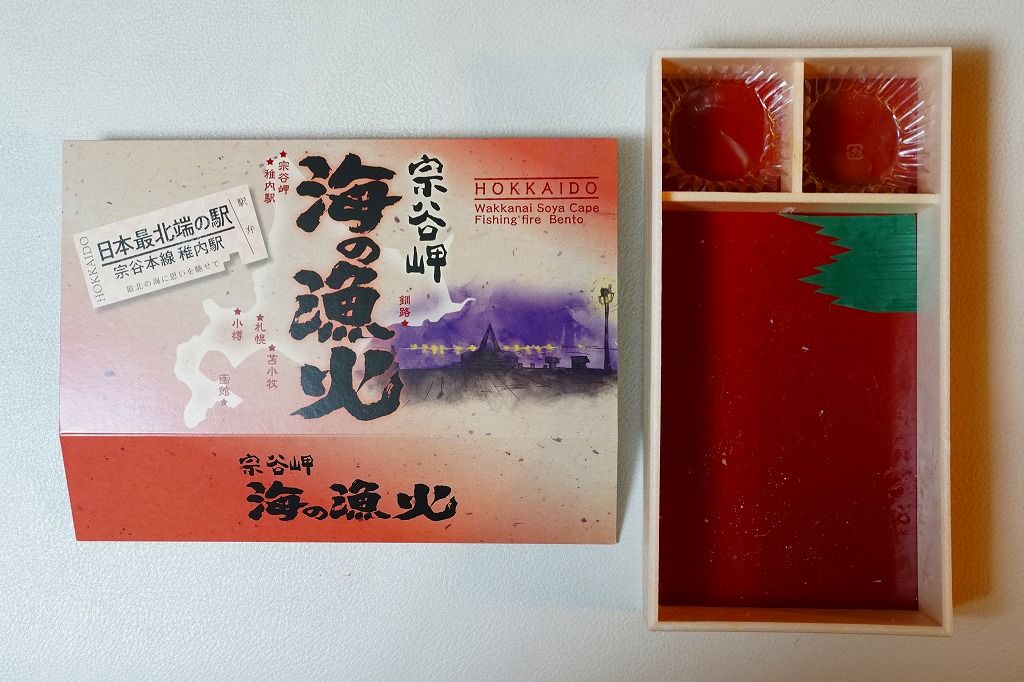 宗谷岬
海の漁火
HOKKAIDO
Wakkanai Soya Cape
Fishing fire Bento
★宗谷岬
★稚内駅
駅弁
日本最北端の駅
宗谷本線 稚内駅
最北の海に思いを馳せて
HOKKAIDO
釧路★
★小樽
★札幌
★苫小牧
函館★
宗谷岬
海の漁火